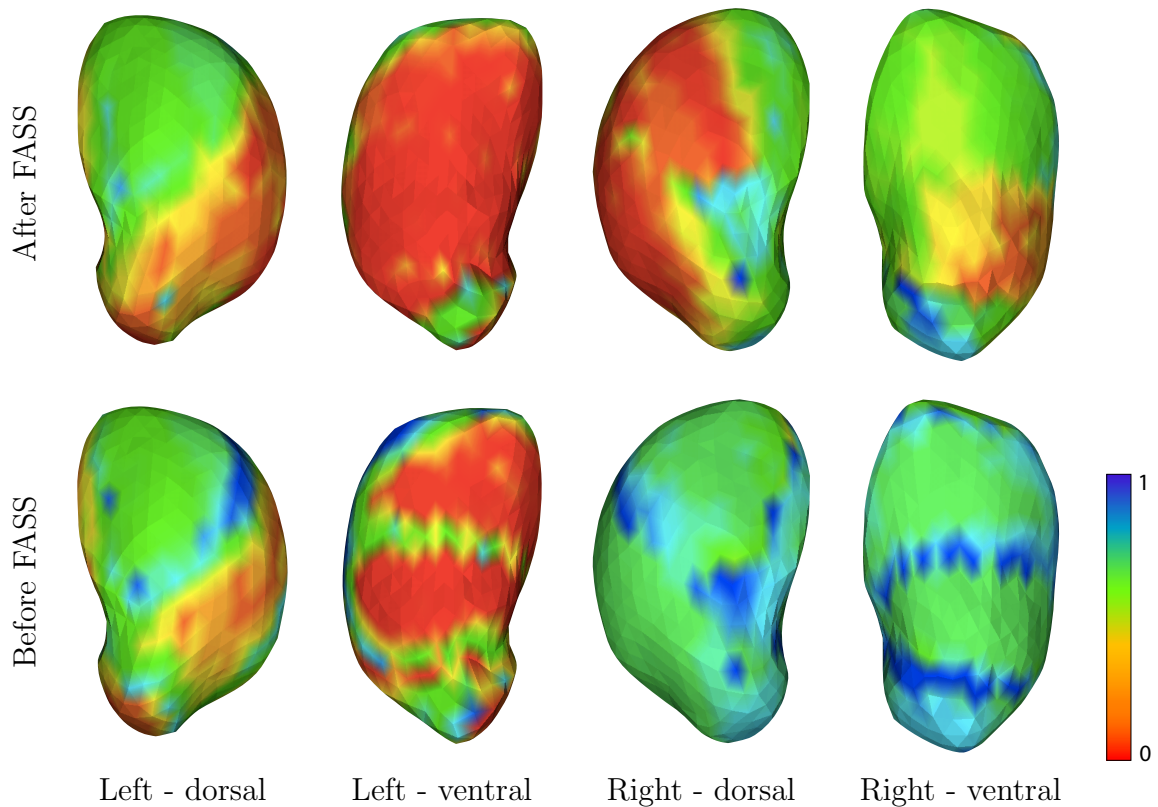 After FASS
Before FASS
1
0
Left - dorsal
Left - ventral
Right - dorsal
Right - ventral